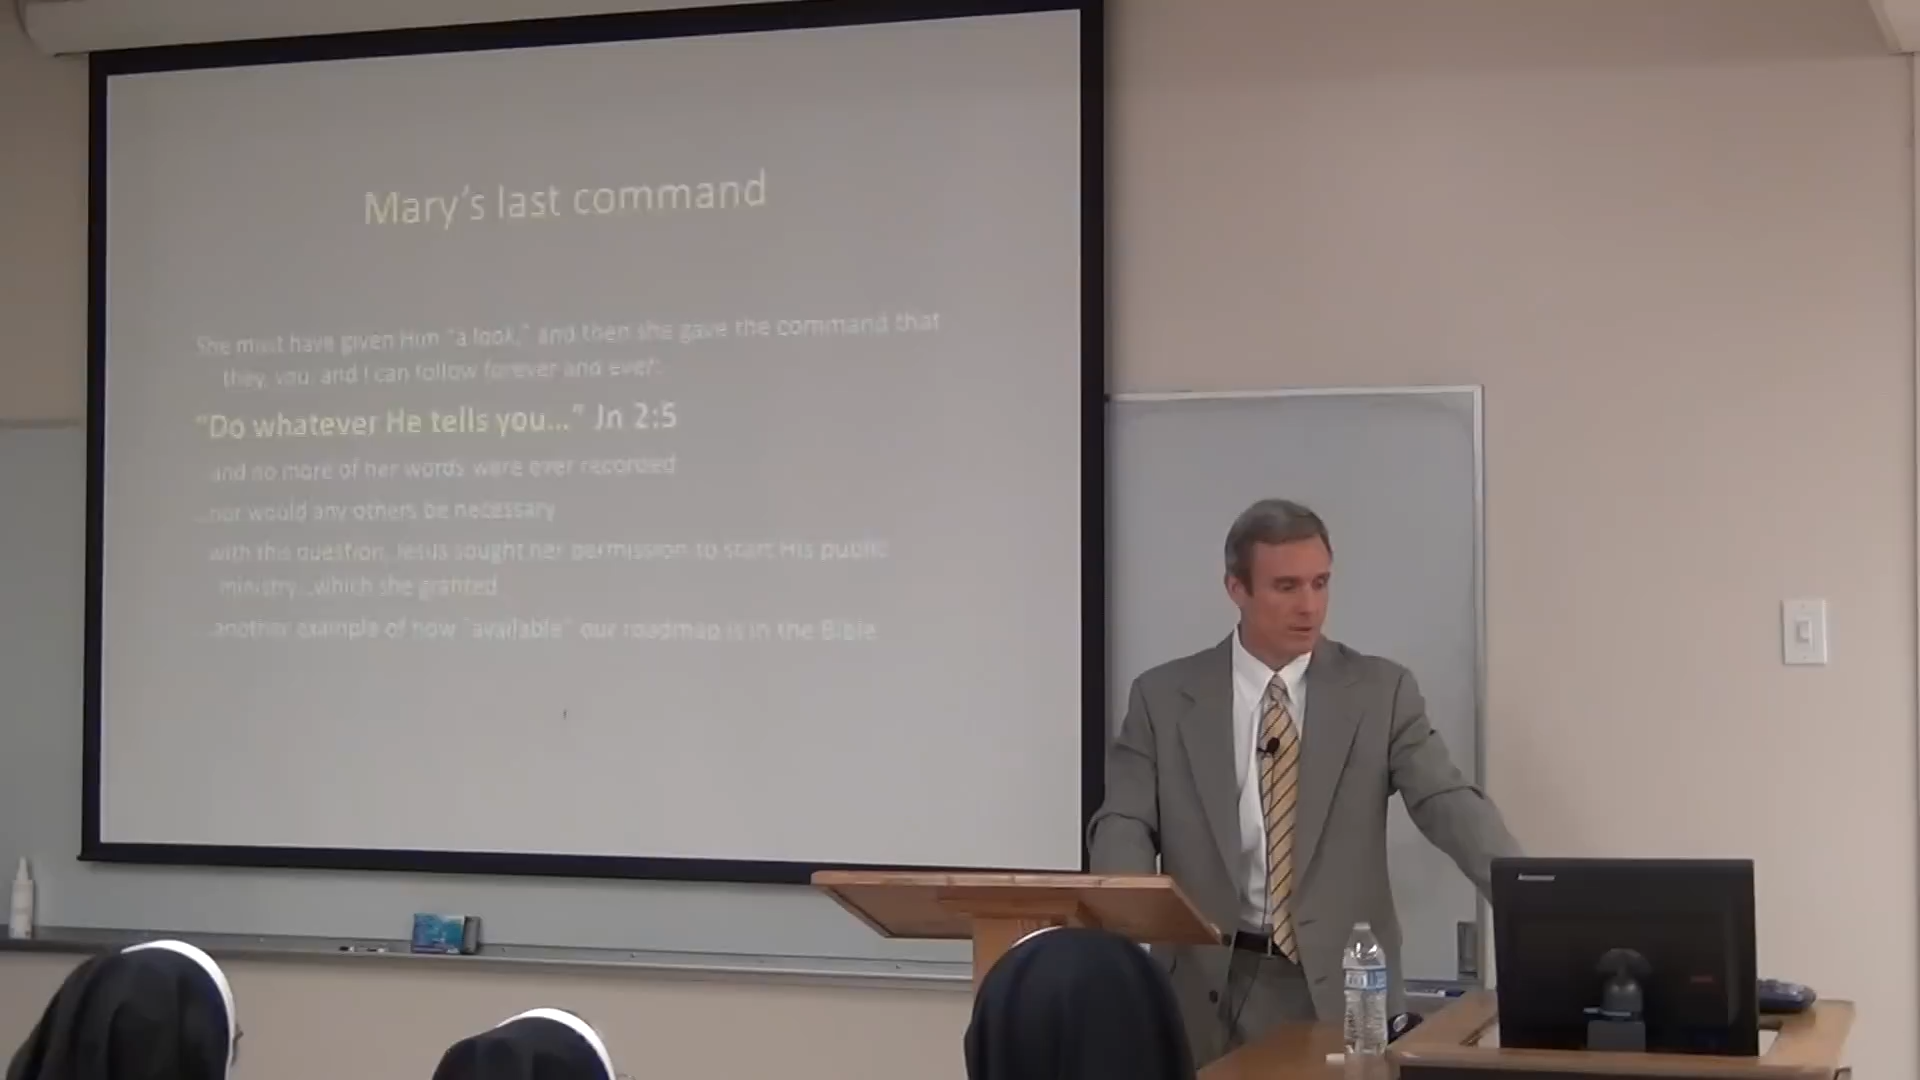 Mary's last command
She must have given Him "a look," and then she gave the command that
they, you, and I can follow forever and ever:
"Do whatever He tells you..." Jn 2:5
...and no more of her words were ever recorded
...nor would any others be necessary
...with this question, Jesus sought her permission to start His public
ministry...which she granted
...another example of how "available" our roadmap is in the Bible